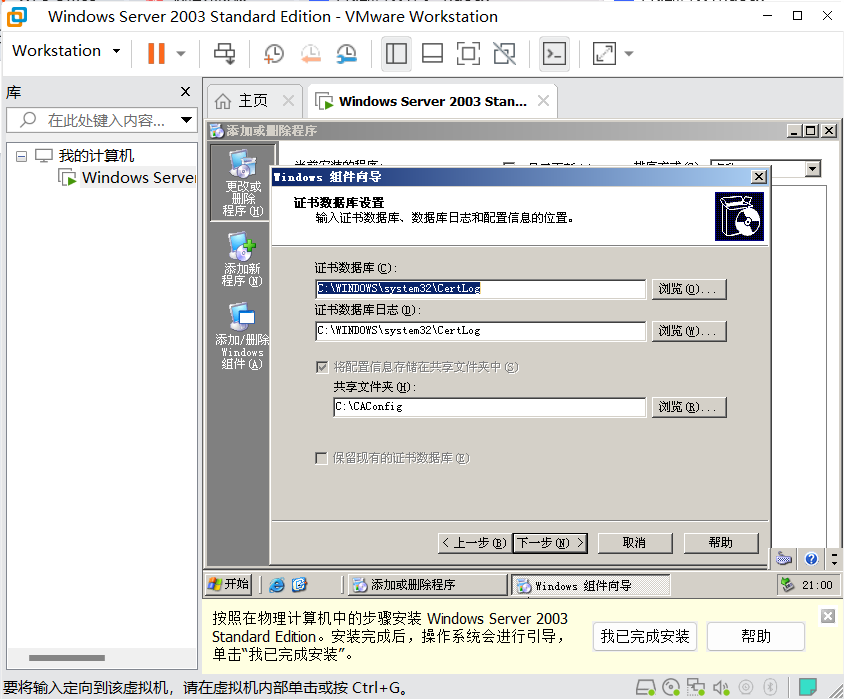 Windows Server 2003 Standard Edition - VMware Workstation
Workstation
库
主页
Windows Server 2003 Stan...
在此处键入内容...
我的计算机
Windows Serve
添加或删除程序
更改或
删除
程序(H)
添加新
程序(N)
添加/删除
Windows
组件(A)
Windows 组件向导
证书数据库设置
输入证书数据库、数据库日志和配置信息的位置。
证书数据库(C):
C:\WINDOWS\system32\CertLog
浏览(O)...
证书数据库日志(D):
C:\WINDOWS\system32\CertLog
浏览(W)...
将配置信息存储在共享文件夹中(S)
共享文件夹(H):
C:\CAConfig
浏览(R)...
保留现有的证书数据库(E)
< 上一步(B)
下一步(N) >
取消
帮助
开始
添加或删除程序
Windows 组件向导
21:00
按照在物理计算机中的步骤安装 Windows Server 2003
Standard Edition。安装完成后，操作系统会进行引导，
单击“我已完成安装”。
我已完成安装
帮助
要将输入定向到该虚拟机，请在虚拟机内部单击或按 Ctrl+G。